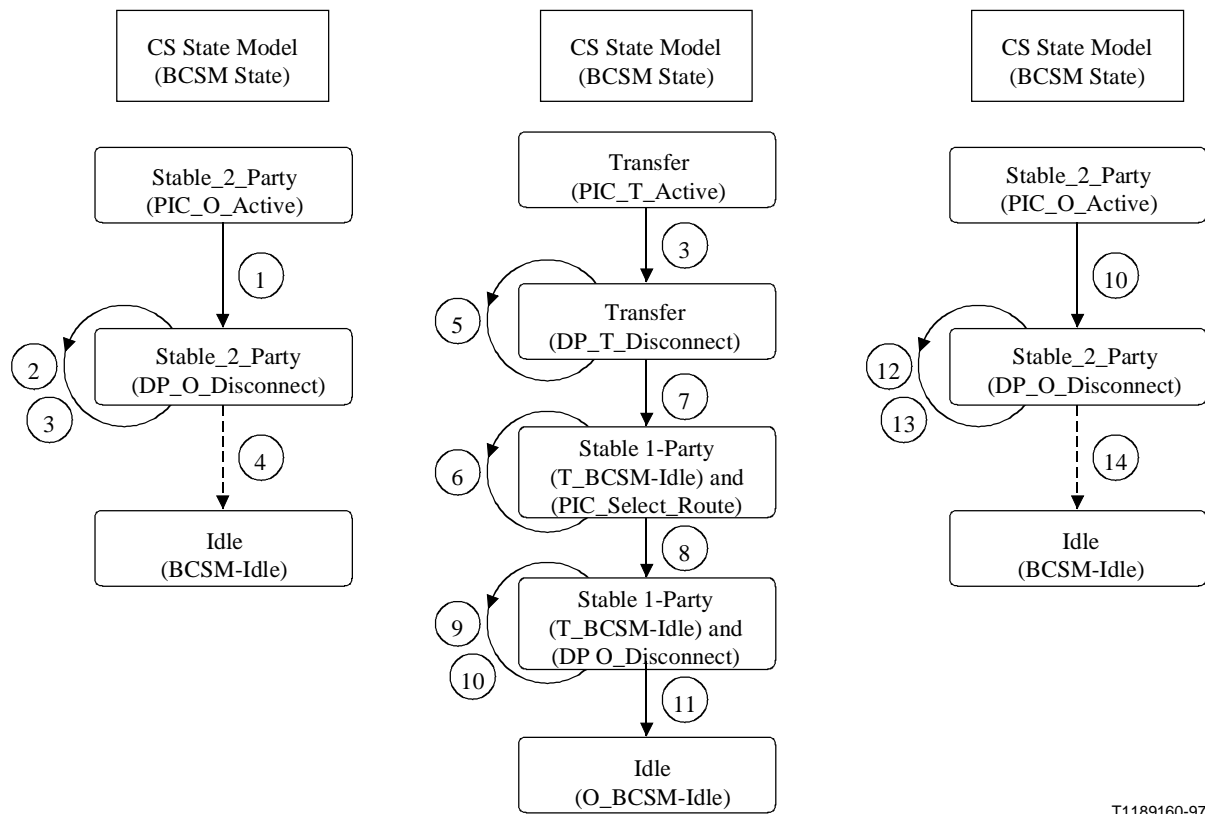 CS State Model
(BCSM State)
Stable_2_Party
(PIC_O_Active)
1
2
3
Stable_2_Party
(DP_O_Disconnect)
4
Idle
(BCSM-Idle)
CS State Model
(BCSM State)
Transfer
(PIC_T_Active)
3
5
Transfer
(DP_T_Disconnect)
7
6
Stable 1-Party
(T_BCSM-Idle) and
(PIC_Select_Route)
8
9
10
Stable 1-Party
(T_BCSM-Idle) and
(DP O_Disconnect)
11
Idle
(O_BCSM-Idle)
CS State Model
(BCSM State)
Stable_2_Party
(PIC_O_Active)
10
12
13
Stable_2_Party
(DP_O_Disconnect)
14
Idle
(BCSM-Idle)
T1189160-97